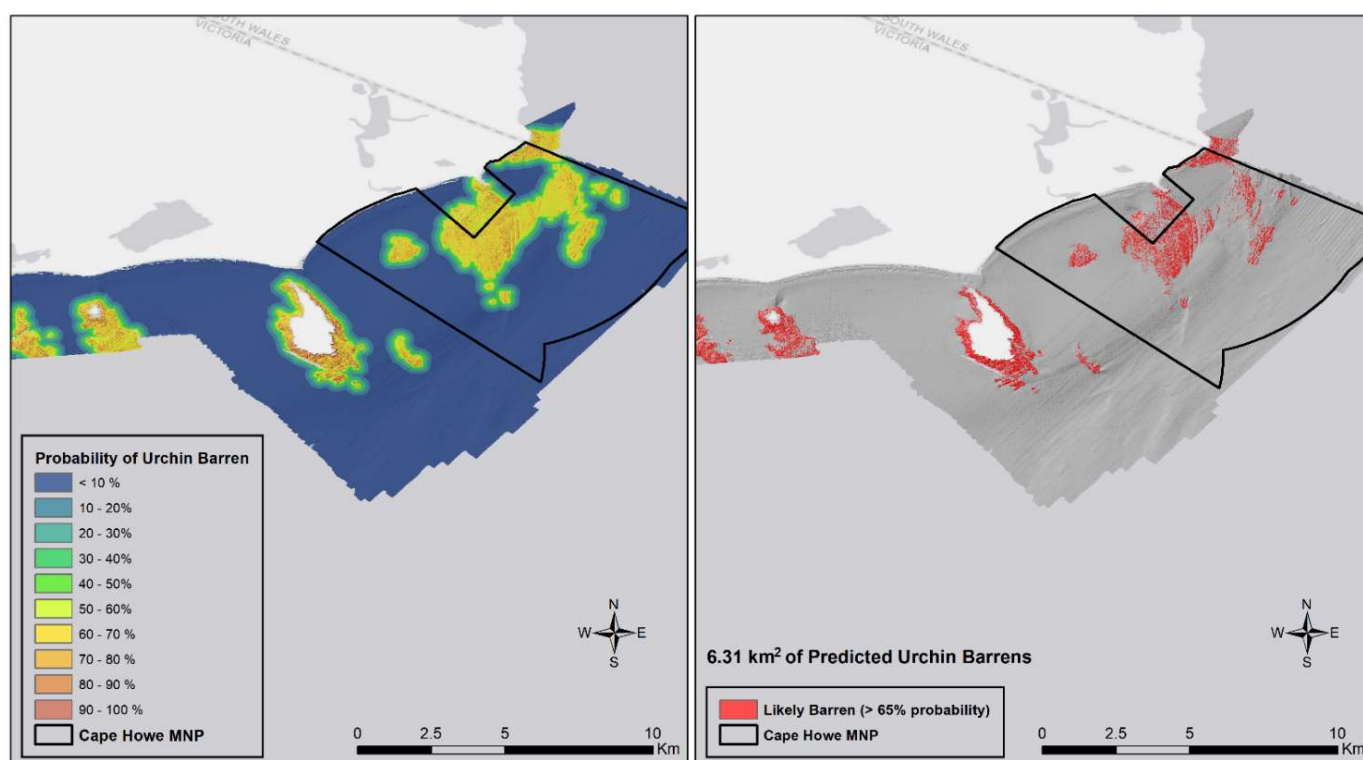 SOUTH WALES
VICTORIA
Probability of Urchin Barren
< 10 %
10 - 20%
20 - 30%
30 - 40%
40 - 50%
50 - 60%
60 - 70 %
70 - 80 %
80 - 90 %
90 - 100 %
Cape Howe MNP
N
W E
S
0 2.5 5 10
Km
SOUTH WALES
VICTORIA
N
W E
S
6.31 km² of Predicted Urchin Barrens
Likely Barren (> 65% probability)
Cape Howe MNP
0 2.5 5 10
Km